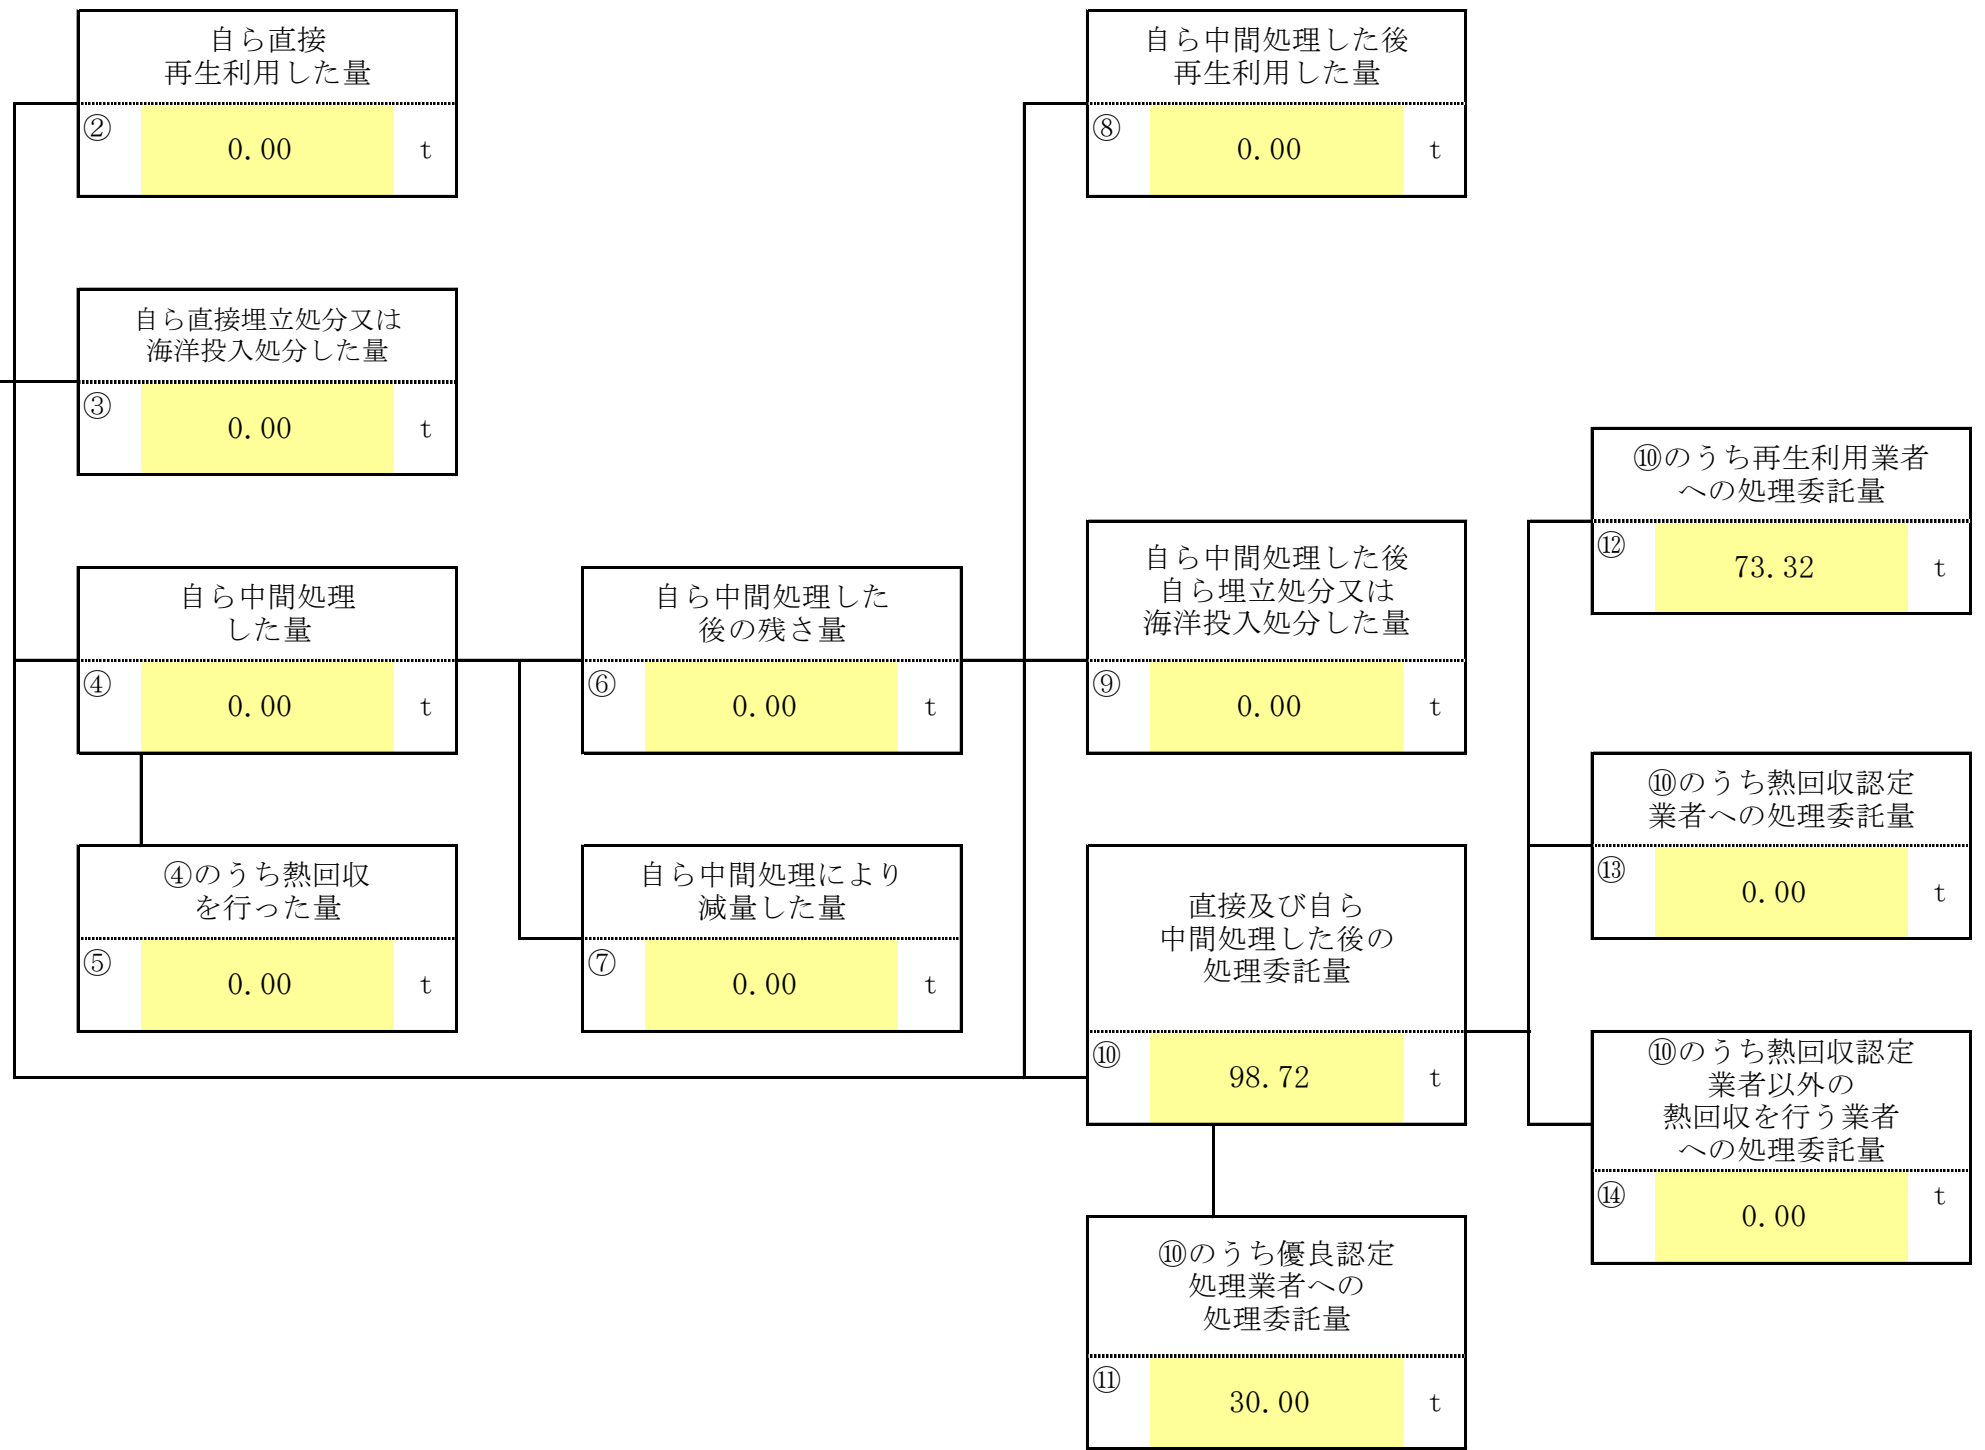 自ら直接
再生利用した量
②
0.00
t
自ら中間処理した後
再生利用した量
⑧
0.00
t
自ら直接埋立処分又は
海洋投入処分した量
③
0.00
t
⑩のうち再生利用業者
への処理委託量
⑫
73.32
t
自ら中間処理
した量
④
0.00
t
自ら中間処理した
後の残さ量
⑥
0.00
t
自ら中間処理した後
自ら埋立処分又は
海洋投入処分した量
⑨
0.00
t
⑩のうち熱回収認定
業者への処理委託量
⑬
0.00
t
④のうち熱回収
を行った量
⑤
0.00
t
自ら中間処理により
減量した量
⑦
0.00
t
直接及び自ら
中間処理した後の
処理委託量
⑩
98.72
t
⑩のうち熱回収認定
業者以外の
熱回収を行う業者
への処理委託量
⑭
0.00
t
⑩のうち優良認定
処理業者への
処理委託量
⑪
30.00
t